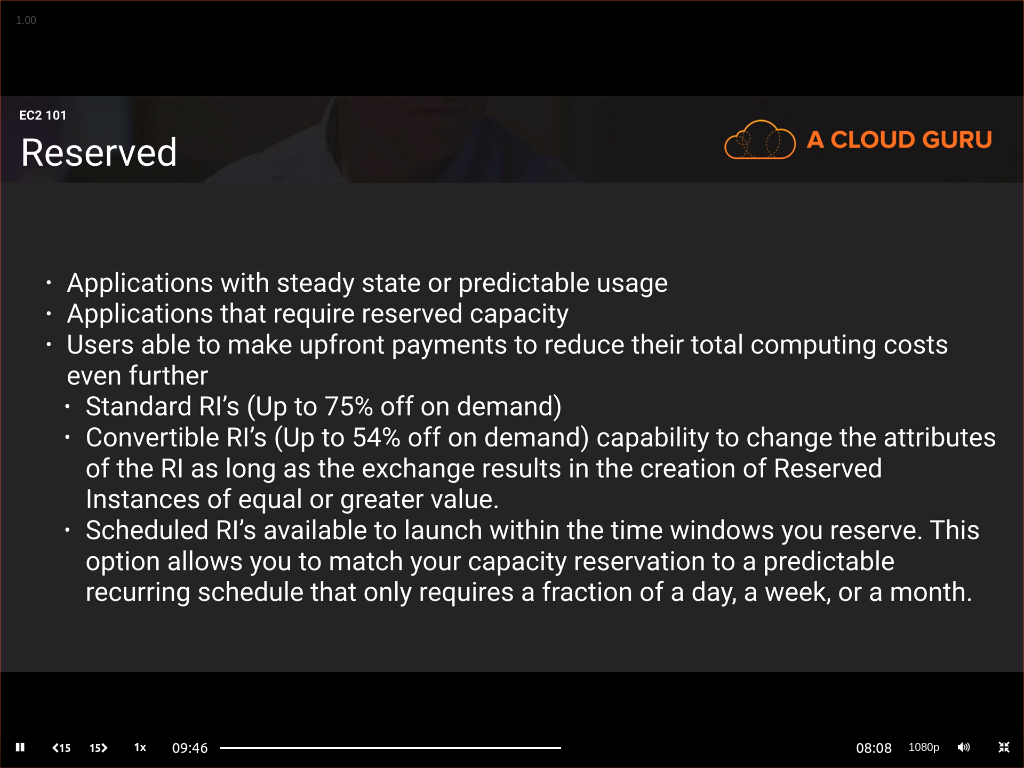 1.00
EC2 101
Reserved
A CLOUD GURU
• Applications with steady state or predictable usage
• Applications that require reserved capacity
• Users able to make upfront payments to reduce their total computing costs
even further
• Standard RI’s (Up to 75% off on demand)
• Convertible RI’s (Up to 54% off on demand) capability to change the attributes
of the RI as long as the exchange results in the creation of Reserved
Instances of equal or greater value.
• Scheduled RI’s available to launch within the time windows you reserve. This
option allows you to match your capacity reservation to a predictable
recurring schedule that only requires a fraction of a day, a week, or a month.
15 15 1x 09:46 08:08 1080p